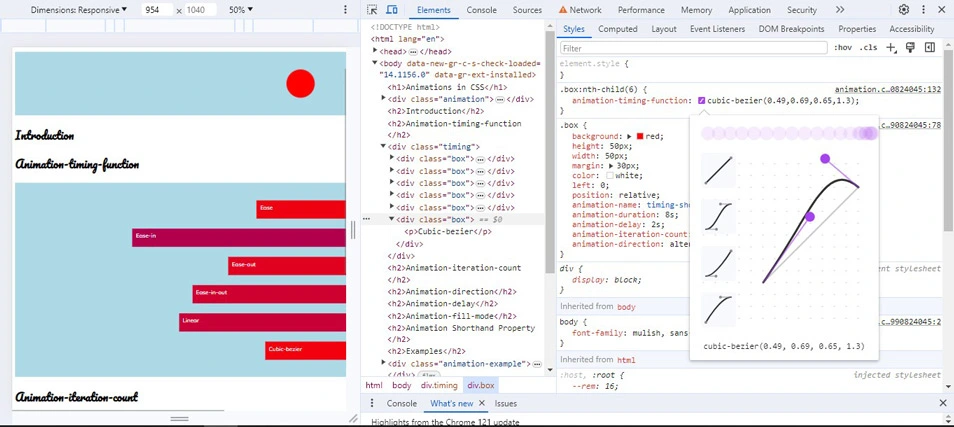 Dimensions: Responsive ▼ 954 × 1040 50% ▼
Elements Console Sources Network Performance Memory Application Security
Introduction
Animation-timing-function
Ease
Ease-in
Ease-out
Ease-in-out
Linear
Cubic-bezier
Animation-iteration-count
<!DOCTYPE html>
<html lang="en">
<head> … </head>
<body data-new-gr-c-s-check-loaded=
"14.1156.0" data-gr-ext-installed>
<h1>Animations in CSS</h1>
<div class="animation"> … </div>
<h2>Introduction</h2>
<h2>Animation-timing-function
</h2>
<div class="timing">
<div class="box"> … </div>
<div class="box"> … </div>
<div class="box"> … </div>
<div class="box"> … </div>
<div class="box"> … </div>
<div class="box"> == $0
<p>Cubic-bezier</p>
</div>
</div>
<h2>Animation-iteration-count
</h2>
<h2>Animation-direction</h2>
<h2>Animation-delay</h2>
<h2>Animation-fill-mode</h2>
<h2>Animation Shorthand Property
</h2>
<h2>Examples</h2>
<div class="animation-example"> …
</div> flex
html body div.timing div.box
Styles Computed Layout Event Listeners DOM Breakpoints Properties Accessibility
Filter :hov .cls
element.style {
}
.box:nth-child(6) { animation.c…0824045:132
animation-timing-function: cubic-bezier(0.49,0.69,0.65,1.3);
}
.box { .c…90824045:78
background: red;
height: 50px;
width: 50px;
margin: 30px;
color: white;
left: 0;
position: relative;
animation-name: timing-sh
animation-duration: 8s;
animation-delay: 2s;
animation-iteration-coun
animation-direction: alte
}
div { ent stylesheet
display: block;
}
Inherited from body
body { .c…990824045:2
font-family: mulish, sans
}
Inherited from html
:host, :root { injected stylesheet
--rem: 16;
cubic-bezier(0.49, 0.69, 0.65, 1.3)
Console What's new Issues
Highlights from the Chrome 121 update